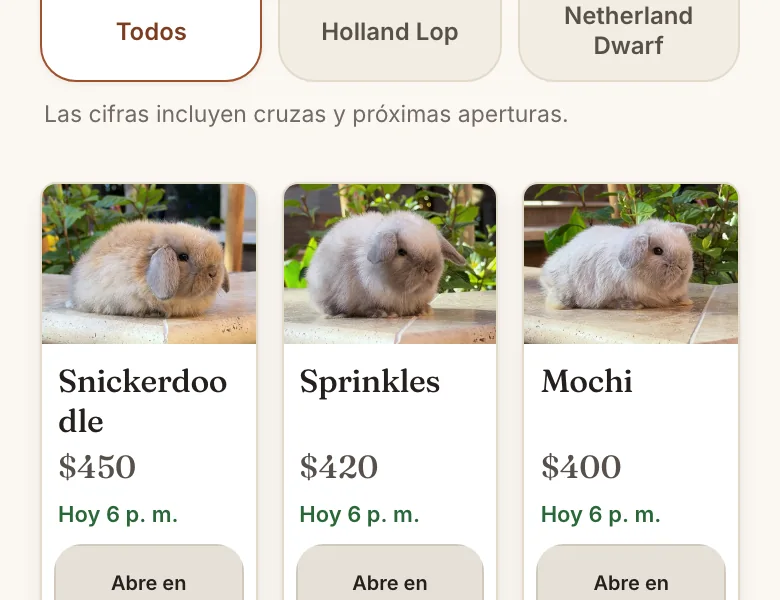 Todos
Holland Lop
Netherland
Dwarf
Las cifras incluyen cruzas y próximas aperturas.
Snickerdoo
dle
$450
Hoy 6 p. m.
Abre en
Sprinkles
$420
Hoy 6 p. m.
Abre en
Mochi
$400
Hoy 6 p. m.
Abre en